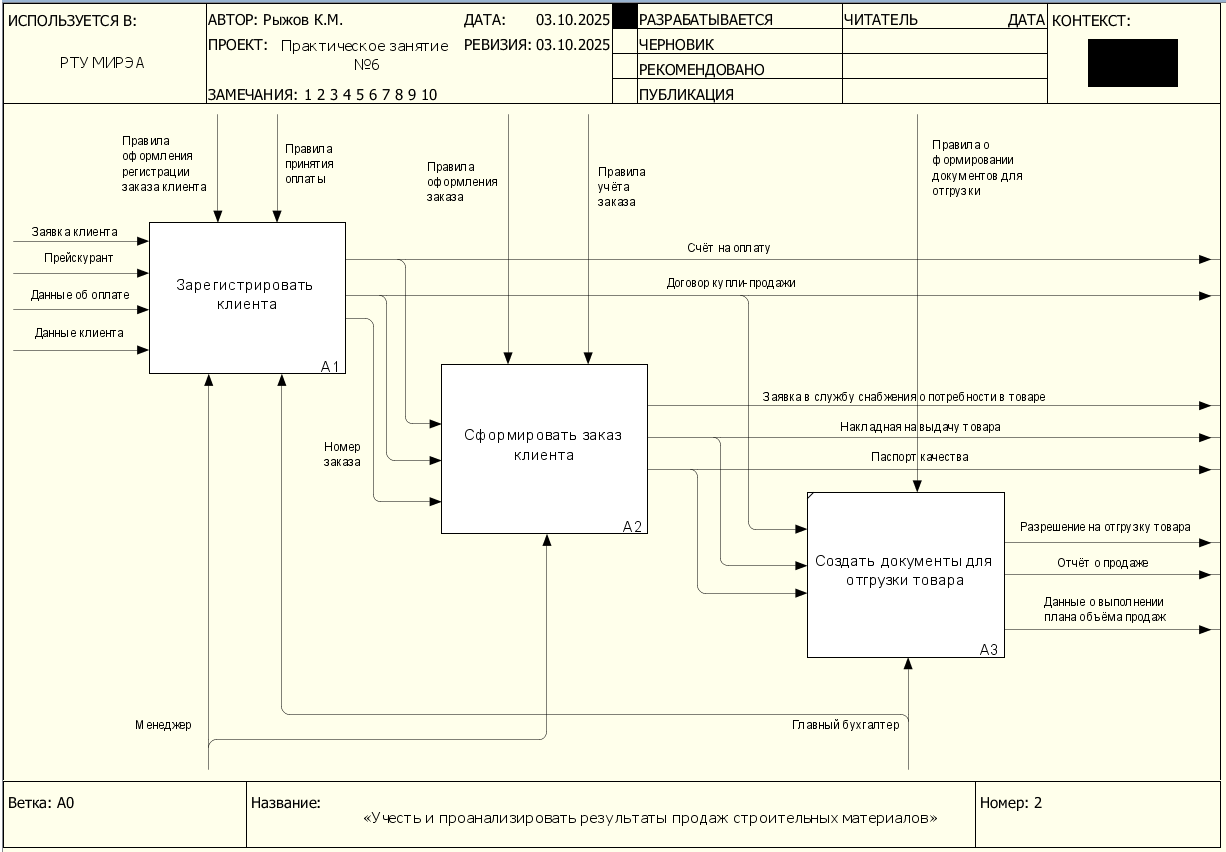 ИСПОЛЬЗУЕТСЯ В:
РТУ МИРЭА
АВТОР: Рыжов К.М.
ДАТА: 03.10.2025
ПРОЕКТ: Практическое занятие
№6
РЕВИЗИЯ: 03.10.2025
ЗАМЕЧАНИЯ: 1 2 3 4 5 6 7 8 9 10
РАЗРАБАТЫВАЕТСЯ
ЧЕРНОВИК
РЕКОМЕНДОВАНО
ПУБЛИКАЦИЯ
ЧИТАТЕЛЬ
ДАТА
КОНТЕКСТ:
Правила
оформления
регистрации
заказа клиента
Правила
принятия
оплаты
Правила
оформления
заказа
Правила
учёта
заказа
Правила о
формировании
документов для
отгрузки
Заявка клиента
Прейскурант
Данные об оплате
Данные клиента
Зарегистрировать
клиента
A1
Счёт на оплату
Договор купли-продажи
Номер
заказа
Сформировать заказ
клиента
A2
Заявка в службу снабжения о потребности в товаре
Накладная на выдачу товара
Паспорт качества
Создать документы для
отгрузки товара
A3
Разрешение на отгрузку товара
Отчёт о продаже
Данные о выполнении
плана объёма продаж
Менеджер
Главный бухгалтер
Ветка: A0
Название:
«Учесть и проанализировать результаты продаж строительных материалов»
Номер: 2